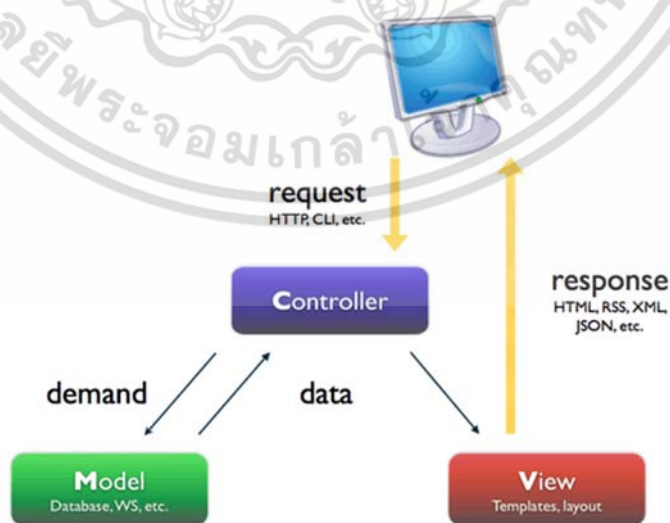 request
HTTP, CLI, etc.
Controller
response
HTML, RSS, XML,
JSON, etc.
demand
data
Model
Database, WS, etc.
View
Templates, layout